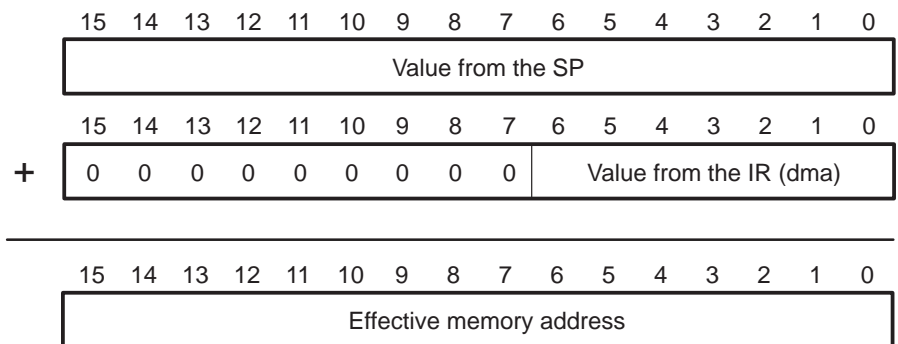 15 14 13 12 11 10 9 8 7 6 5 4 3 2 1 0
Value from the SP
15 14 13 12 11 10 9 8 7 6 5 4 3 2 1 0
+ 0 0 0 0 0 0 0 0 0 Value from the IR (dma)
15 14 13 12 11 10 9 8 7 6 5 4 3 2 1 0
Effective memory address